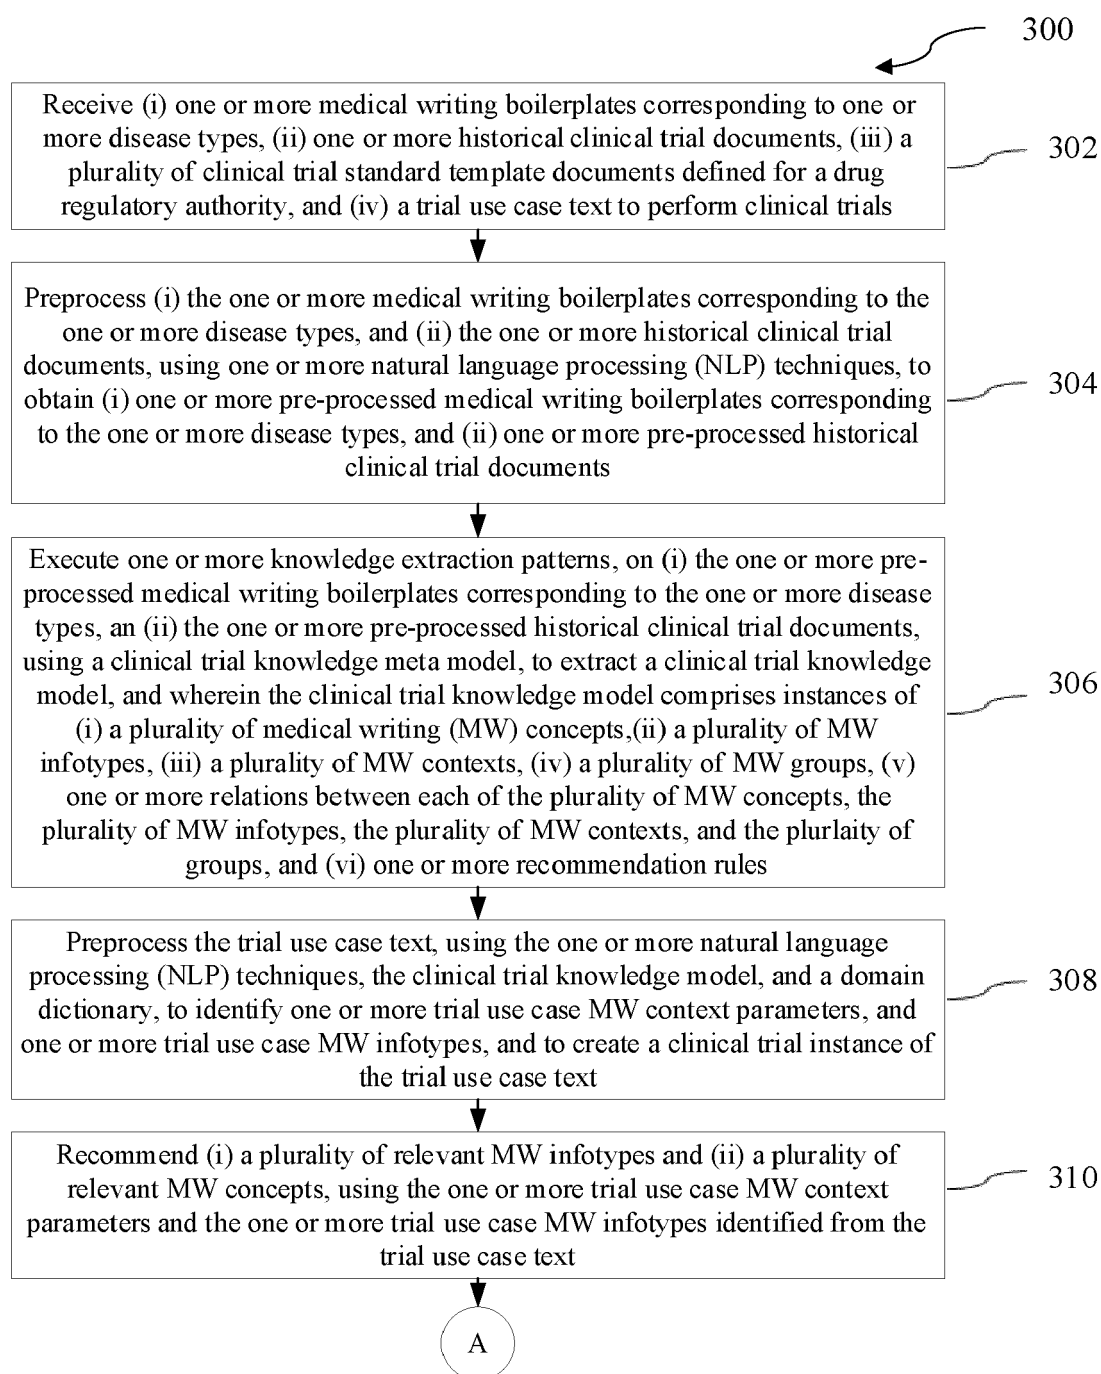 300
Receive (i) one or more medical writing boilerplates corresponding to one or
more disease types, (ii) one or more historical clinical trial documents, (iii) a
plurality of clinical trial standard template documents defined for a drug
regulatory authority, and (iv) a trial use case text to perform clinical trials
302
Preprocess (i) the one or more medical writing boilerplates corresponding to the
one or more disease types, and (ii) the one or more historical clinical trial
documents, using one or more natural language processing (NLP) techniques, to
obtain (i) one or more pre-processed medical writing boilerplates corresponding
to the one or more disease types, and (ii) one or more pre-processed historical
clinical trial documents
304
Execute one or more knowledge extraction patterns, on (i) the one or more pre-
processed medical writing boilerplates corresponding to the one or more disease
types, an (ii) the one or more pre-processed historical clinical trial documents,
using a clinical trial knowledge meta model, to extract a clinical trial knowledge
model, and wherein the clinical trial knowledge model comprises instances of
(i) a plurality of medical writing (MW) concepts,(ii) a plurality of MW
infotypes, (iii) a plurality of MW contexts, (iv) a plurality of MW groups, (v)
one or more relations between each of the plurality of MW concepts, the
plurality of MW infotypes, the plurality of MW contexts, and the plurlaity of
groups, and (vi) one or more recommendation rules
306
Preprocess the trial use case text, using the one or more natural language
processing (NLP) techniques, the clinical trial knowledge model, and a domain
dictionary, to identify one or more trial use case MW context parameters, and
one or more trial use case MW infotypes, and to create a clinical trial instance of
the trial use case text
308
Recommend (i) a plurality of relevant MW infotypes and (ii) a plurality of
relevant MW concepts, using the one or more trial use case MW context
parameters and the one or more trial use case MW infotypes identified from the
trial use case text
310
A